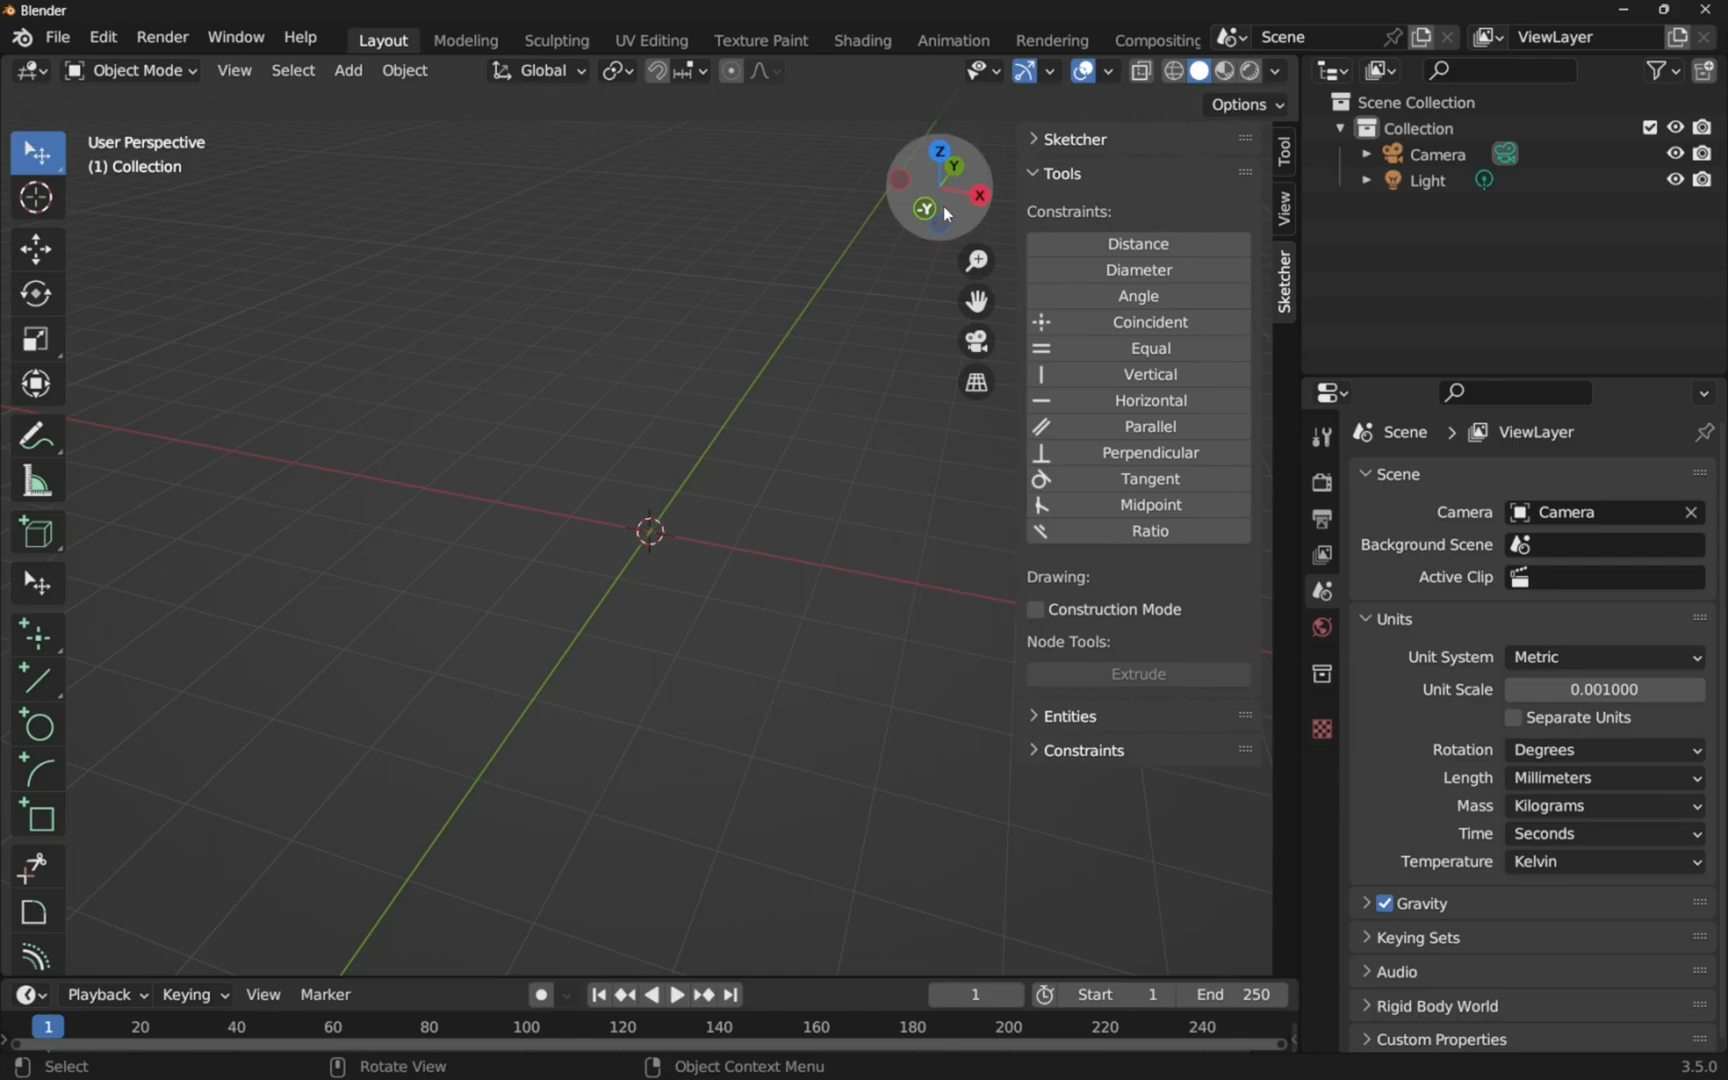 Blender
File Edit Render Window Help Layout Modeling Sculpting UV Editing Texture Paint Shading Animation Rendering Compositing Scene ViewLayer
Object Mode View Select Add Object Global
Options
User Perspective
(1) Collection
Z
Y
X
-Y
Sketcher
Tools
Constraints:
Distance
Diameter
Angle
Coincident
Equal
Vertical
Horizontal
Parallel
Perpendicular
Tangent
Midpoint
Ratio
Drawing:
Construction Mode
Node Tools:
Extrude
Entities
Constraints
Tool
View
Sketcher
Scene Collection
Collection
Camera
Light
Scene ViewLayer
Scene
Camera Camera
Background Scene
Active Clip
Units
Unit System Metric
Unit Scale 0.001000
Separate Units
Rotation Degrees
Length Millimeters
Mass Kilograms
Time Seconds
Temperature Kelvin
Gravity
Keying Sets
Audio
Rigid Body World
Custom Properties
Playback Keying View Marker 1 Start 1 End 250
1 20 40 60 80 100 120 140 160 180 200 220 240
Select Rotate View Object Context Menu 3.5.0